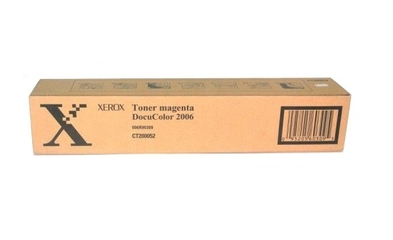 XEROX
Toner magenta
DocuColor 2006
CT200052